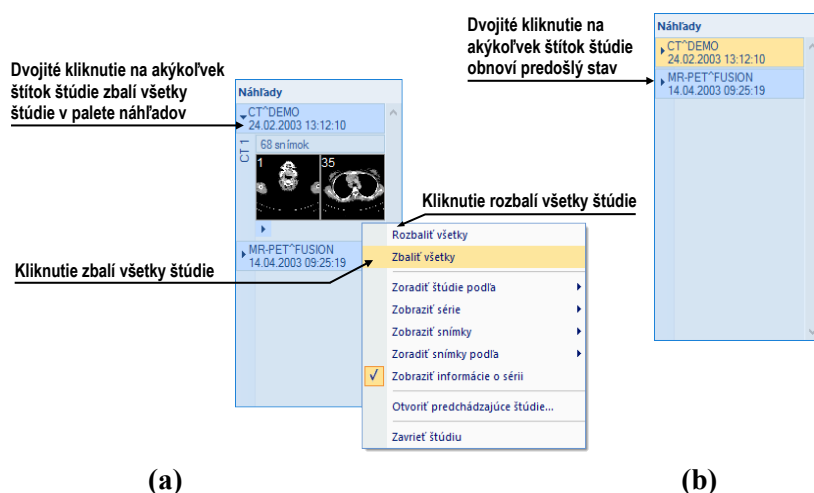 Dvojité kliknutie na akýkoľvek
štítok štúdie zbalí všetky
štúdie v palete náhľadov
Náhľady
CT^DEMO
24.02.2003 13:12:10
CT 1
68 snímok
1
35
MR-PET^FUSION
14.04.2003 09:25:19
Kliknutie zbalí všetky štúdie
Kliknutie rozbalí všetky štúdie
Rozbaliť všetky
Zbaliť všetky
Zoradiť štúdie podľa
Zobraziť série
Zobraziť snímky
Zoradiť snímky podľa
Zobraziť informácie o sérii
Otvoriť predchádzajúce štúdie...
Zavrieť štúdiu
(a)
Dvojité kliknutie na
akýkoľvek štítok štúdie
obnoví predošlý stav
Náhľady
CT^DEMO
24.02.2003 13:12:10
MR-PET^FUSION
14.04.2003 09:25:19
(b)